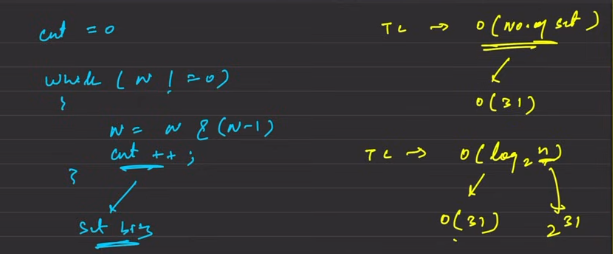 cnt = 0
while (N != 0)
{
N = N & (N-1)
cnt ++ ;
}
set bits
TC → O(No. of set)
O(31)
TC → O(log₂ n)
O(31)
2³¹